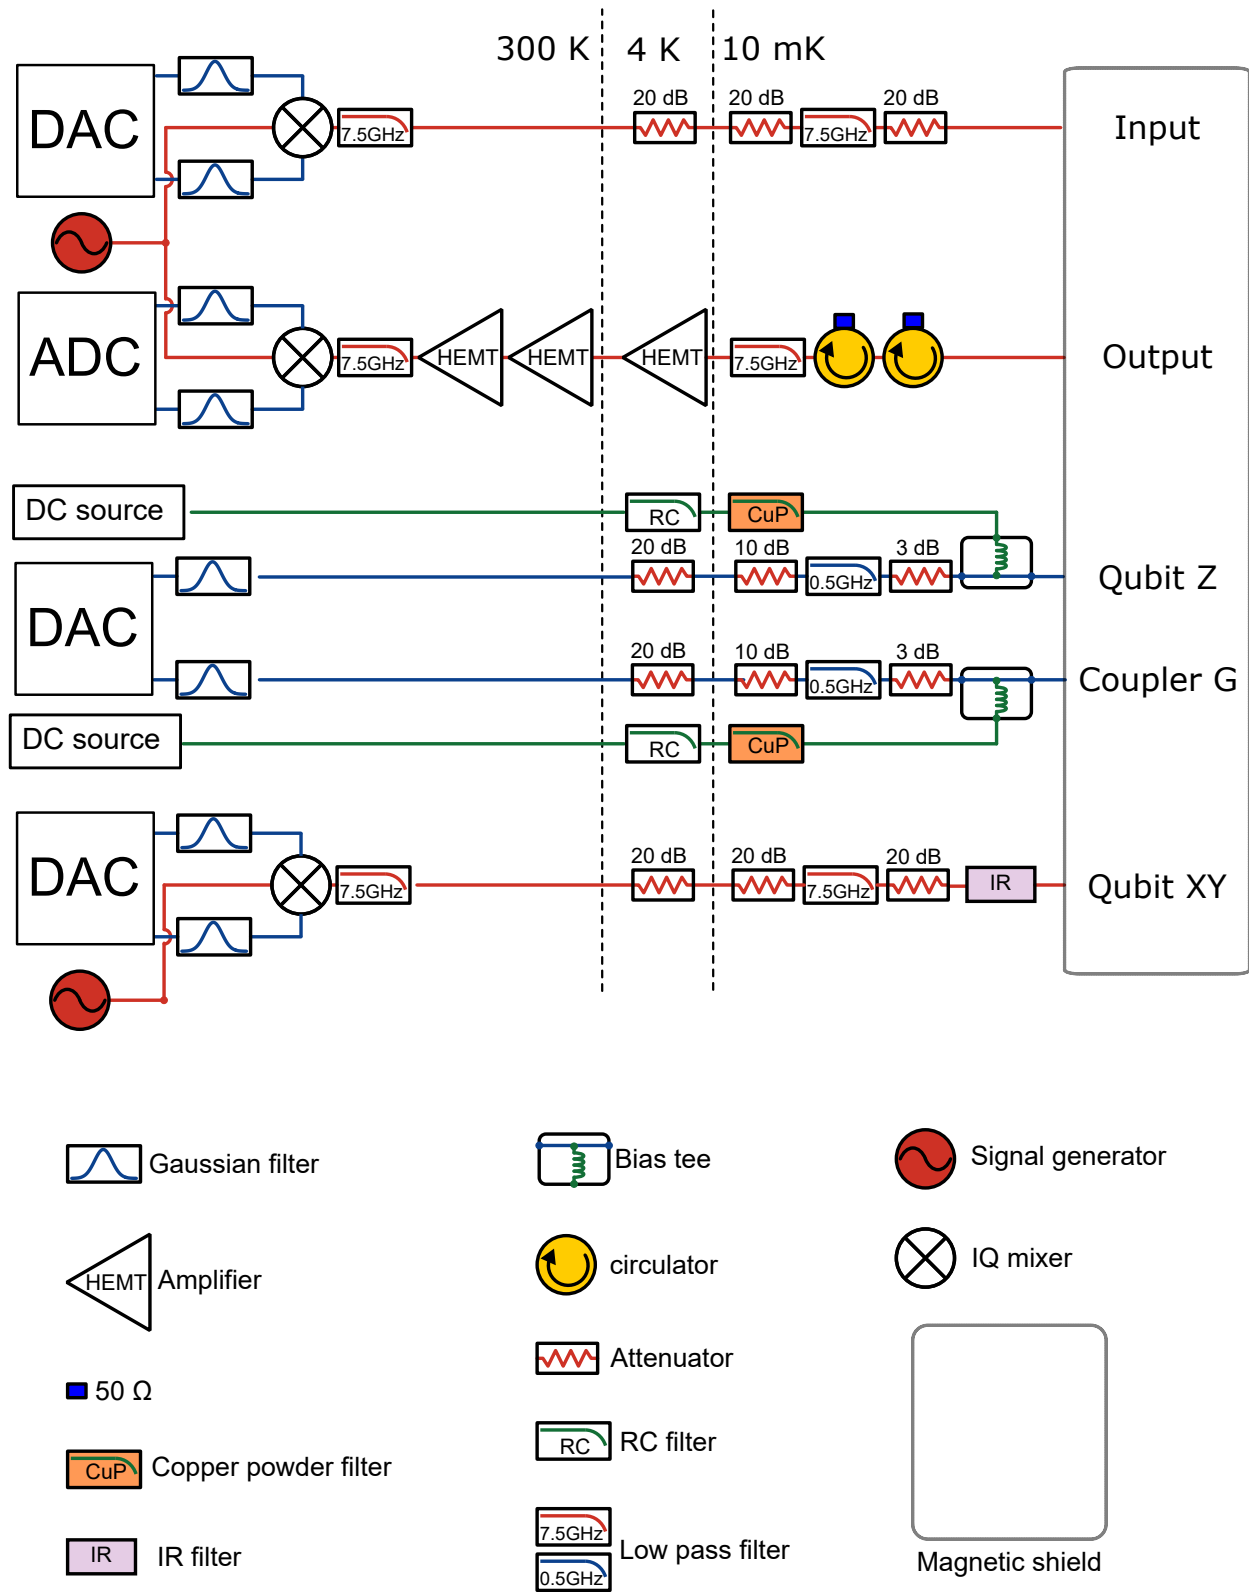 300 K 4 K 10 mK
20 dB 20 dB 20 dB
DAC 7.5GHz 7.5GHz Input
ADC 7.5GHz HEMT HEMT HEMT 7.5GHz Output
DC source RC CuP
20 dB 10 dB 3 dB
0.5GHz Qubit Z
DAC
20 dB 10 dB 3 dB
0.5GHz Coupler G
DC source RC CuP
20 dB 20 dB 20 dB
DAC 7.5GHz 7.5GHz IR Qubit XY
Gaussian filter Bias tee Signal generator
HEMT Amplifier circulator IQ mixer
Attenuator
50 Ω
RC RC filter
CuP Copper powder filter
7.5GHz
Low pass filter
0.5GHz
IR IR filter
Magnetic shield